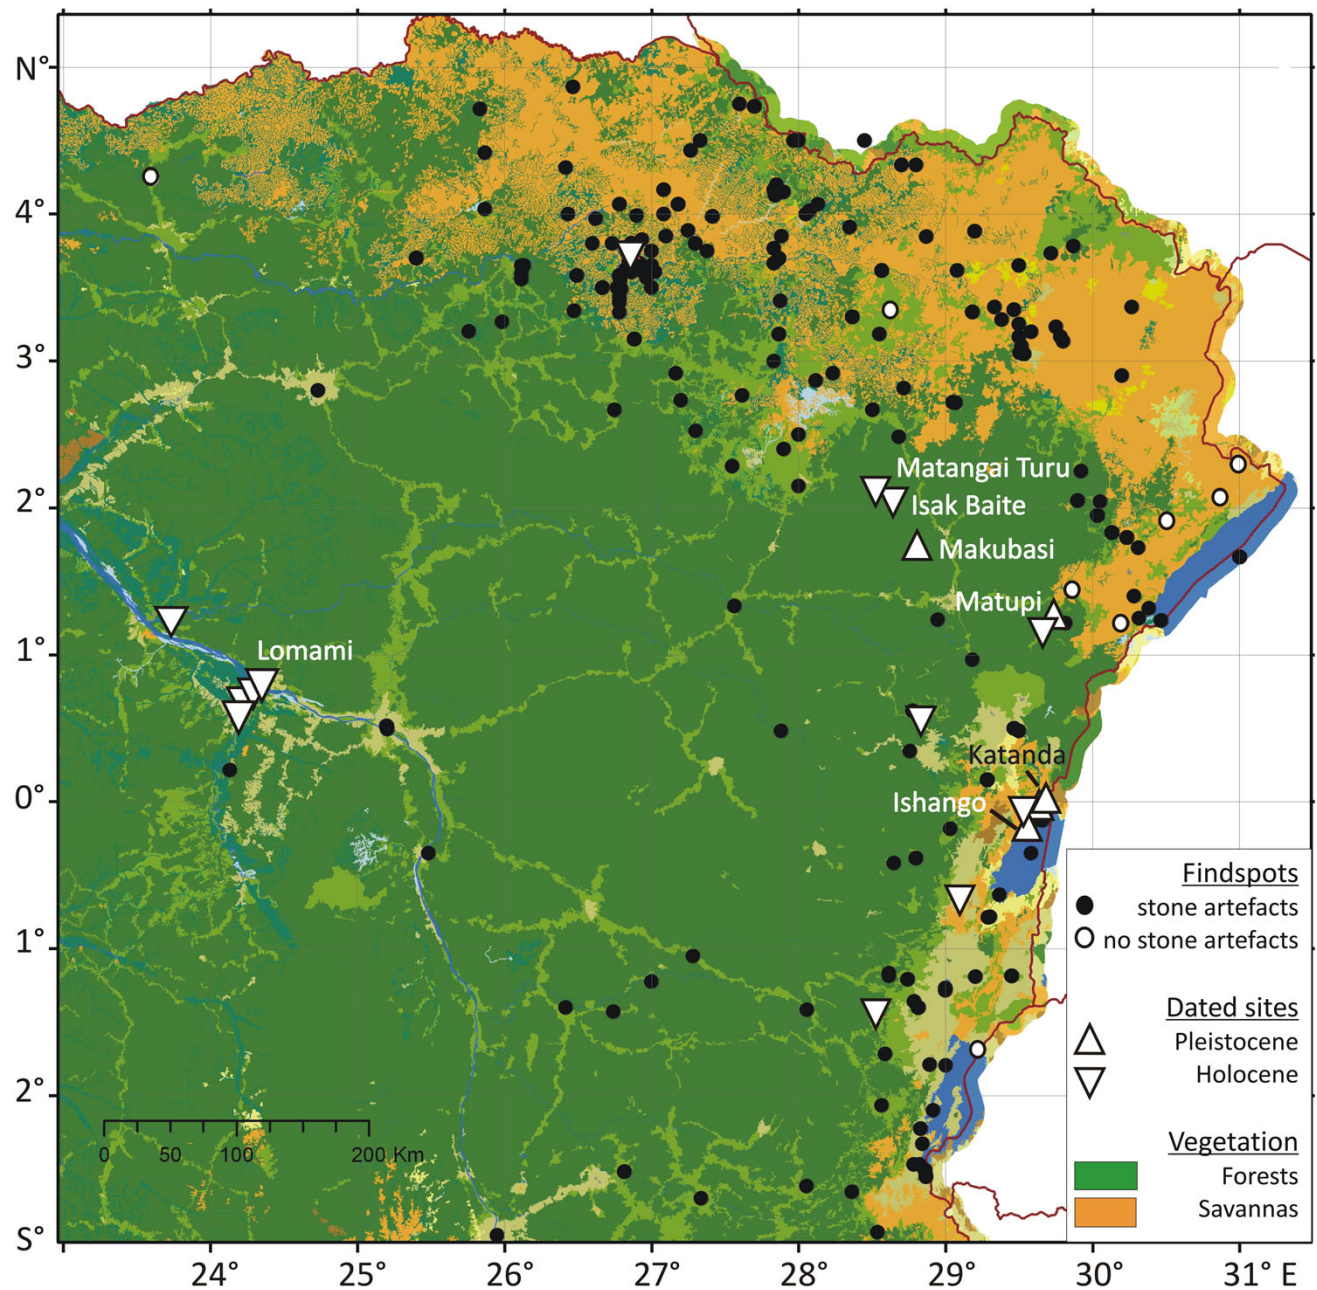 N°
4°
3°
2°
1°
0°
1°
2°
S°
Matangai Turu
Isak Baite
Makubasi
Matupi
Lomami
Katanda
Ishango
Findspots
stone artefacts
no stone artefacts
Dated sites
Pleistocene
Holocene
Vegetation
Forests
Savannas
0 50 100 200 Km
24° 25° 26° 27° 28° 29° 30° 31° E